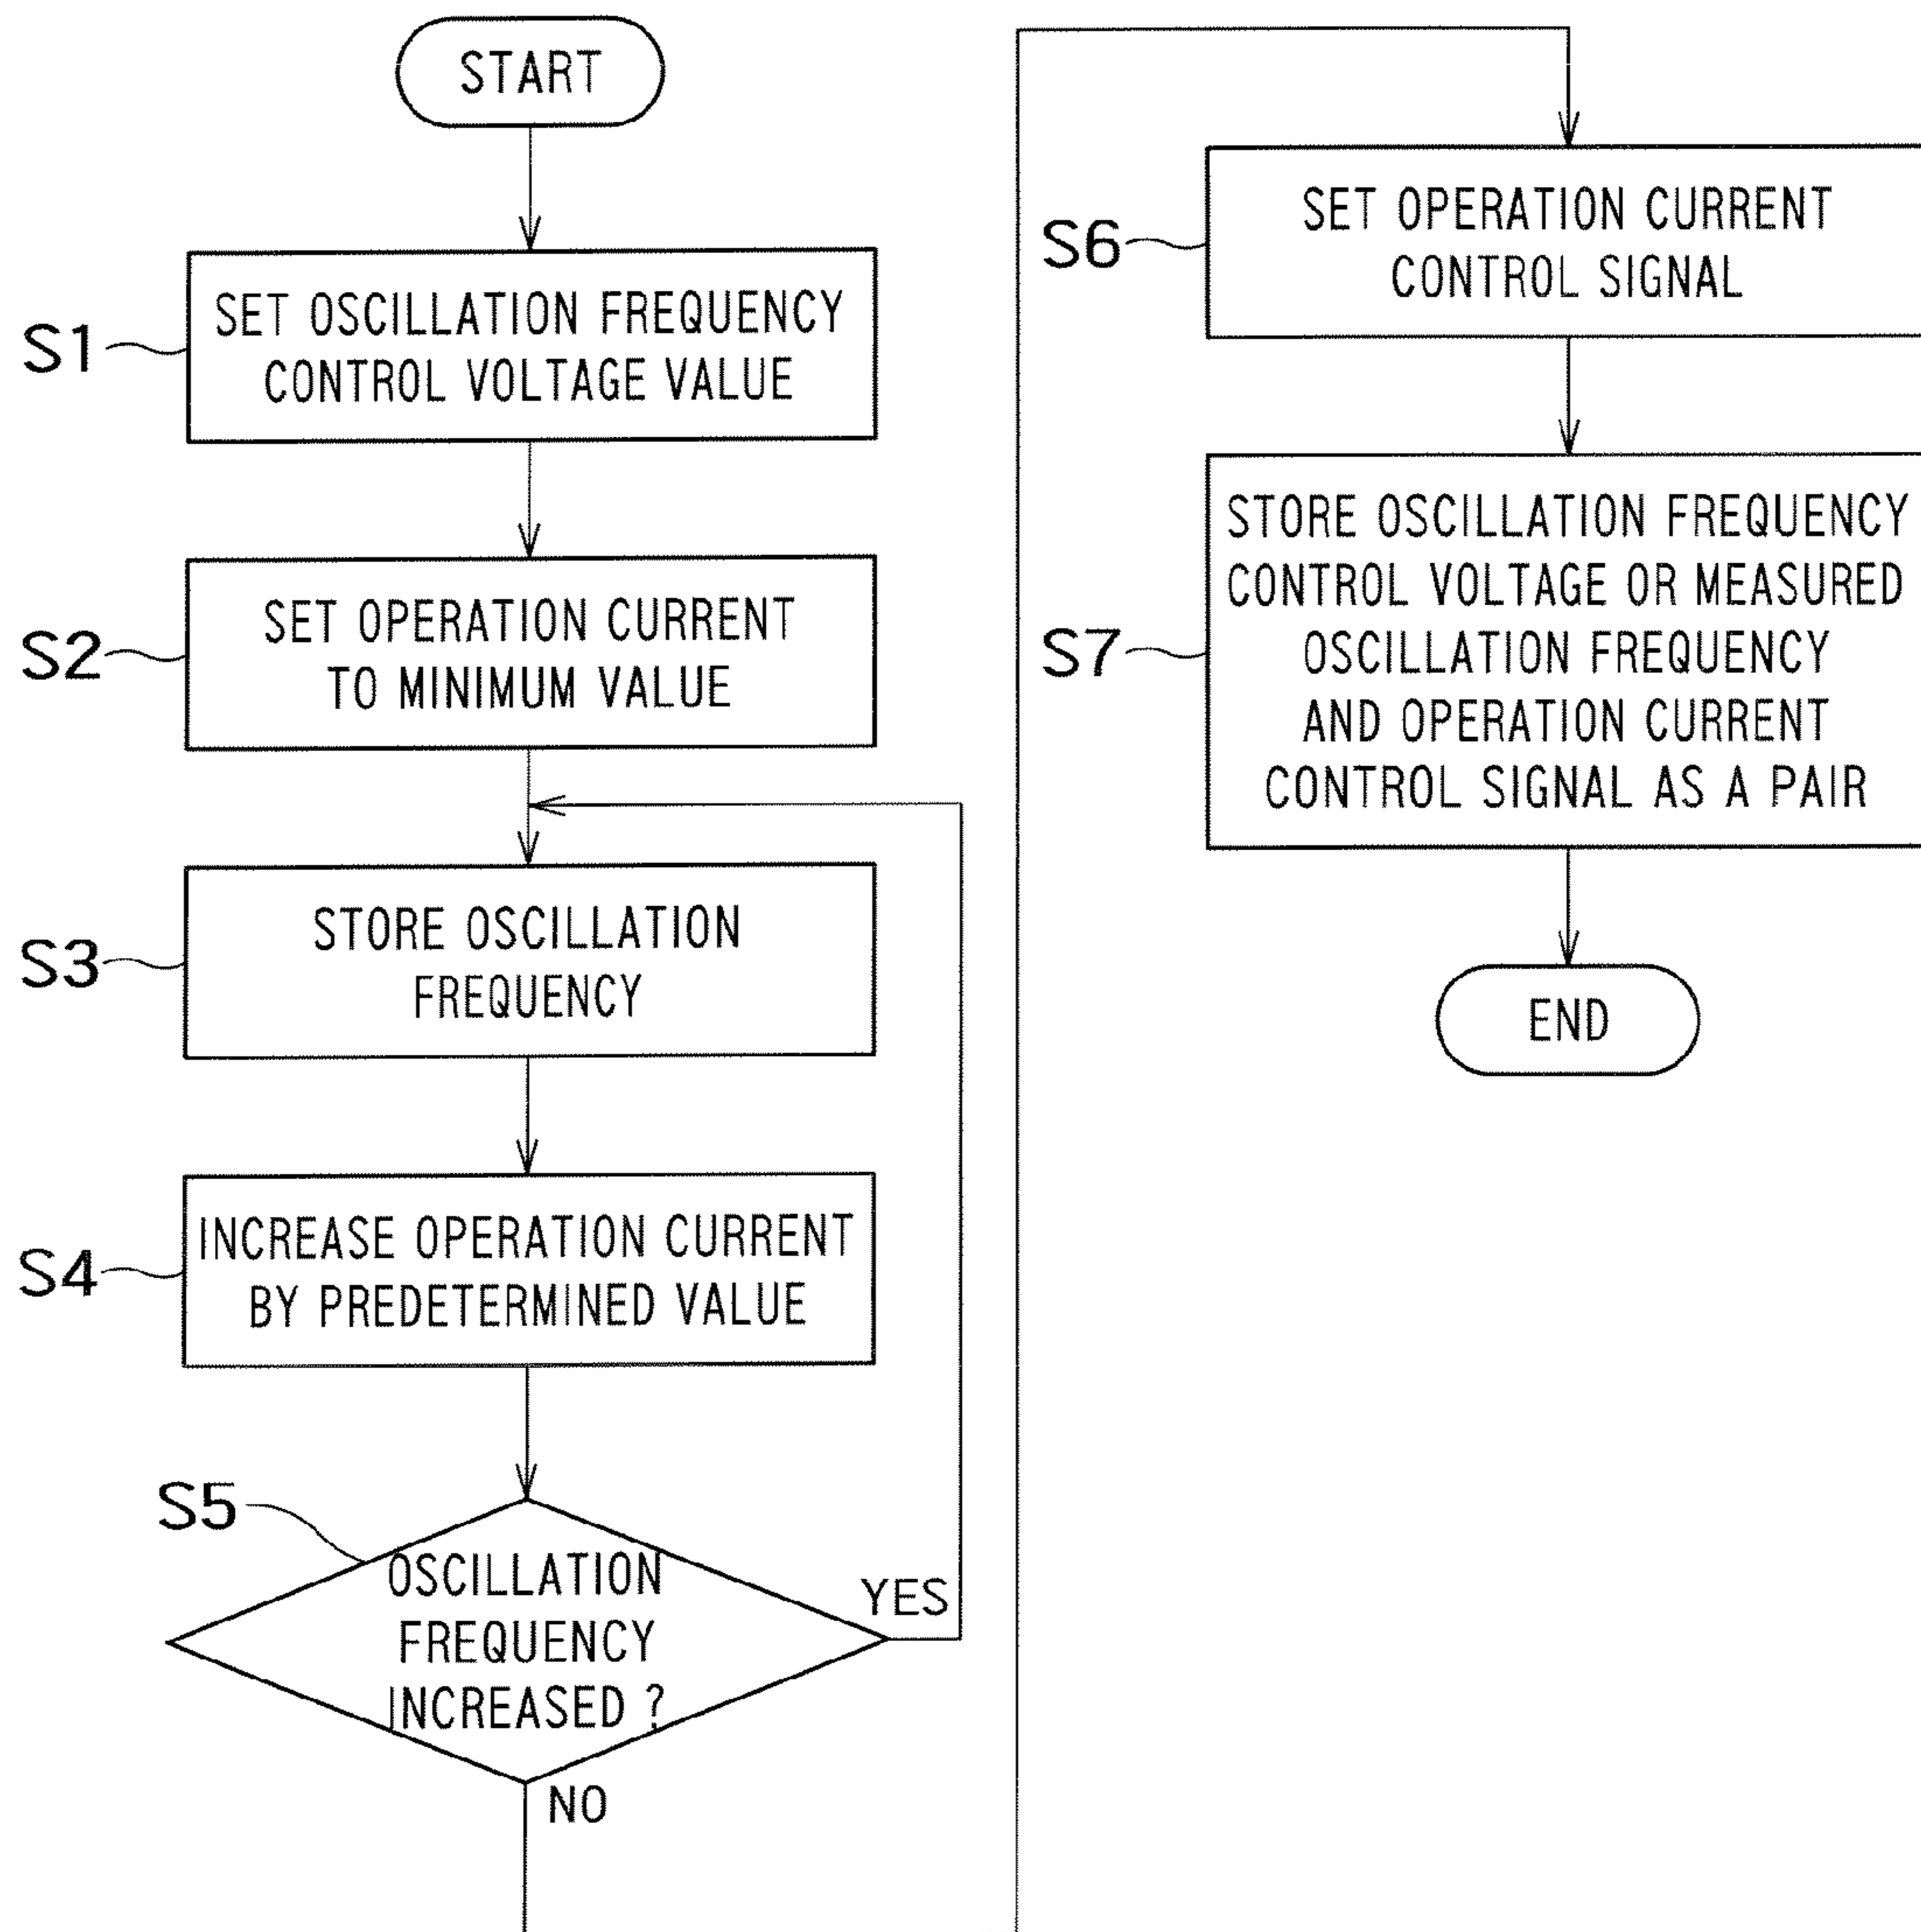 START
S1
SET OSCILLATION FREQUENCY
CONTROL VOLTAGE VALUE
S2
SET OPERATION CURRENT
TO MINIMUM VALUE
S3
STORE OSCILLATION
FREQUENCY
S4
INCREASE OPERATION CURRENT
BY PREDETERMINED VALUE
S5
OSCILLATION
FREQUENCY
INCREASED ?
YES
NO
S6
SET OPERATION CURRENT
CONTROL SIGNAL
S7
STORE OSCILLATION FREQUENCY
CONTROL VOLTAGE OR MEASURED
OSCILLATION FREQUENCY
AND OPERATION CURRENT
CONTROL SIGNAL AS A PAIR
END